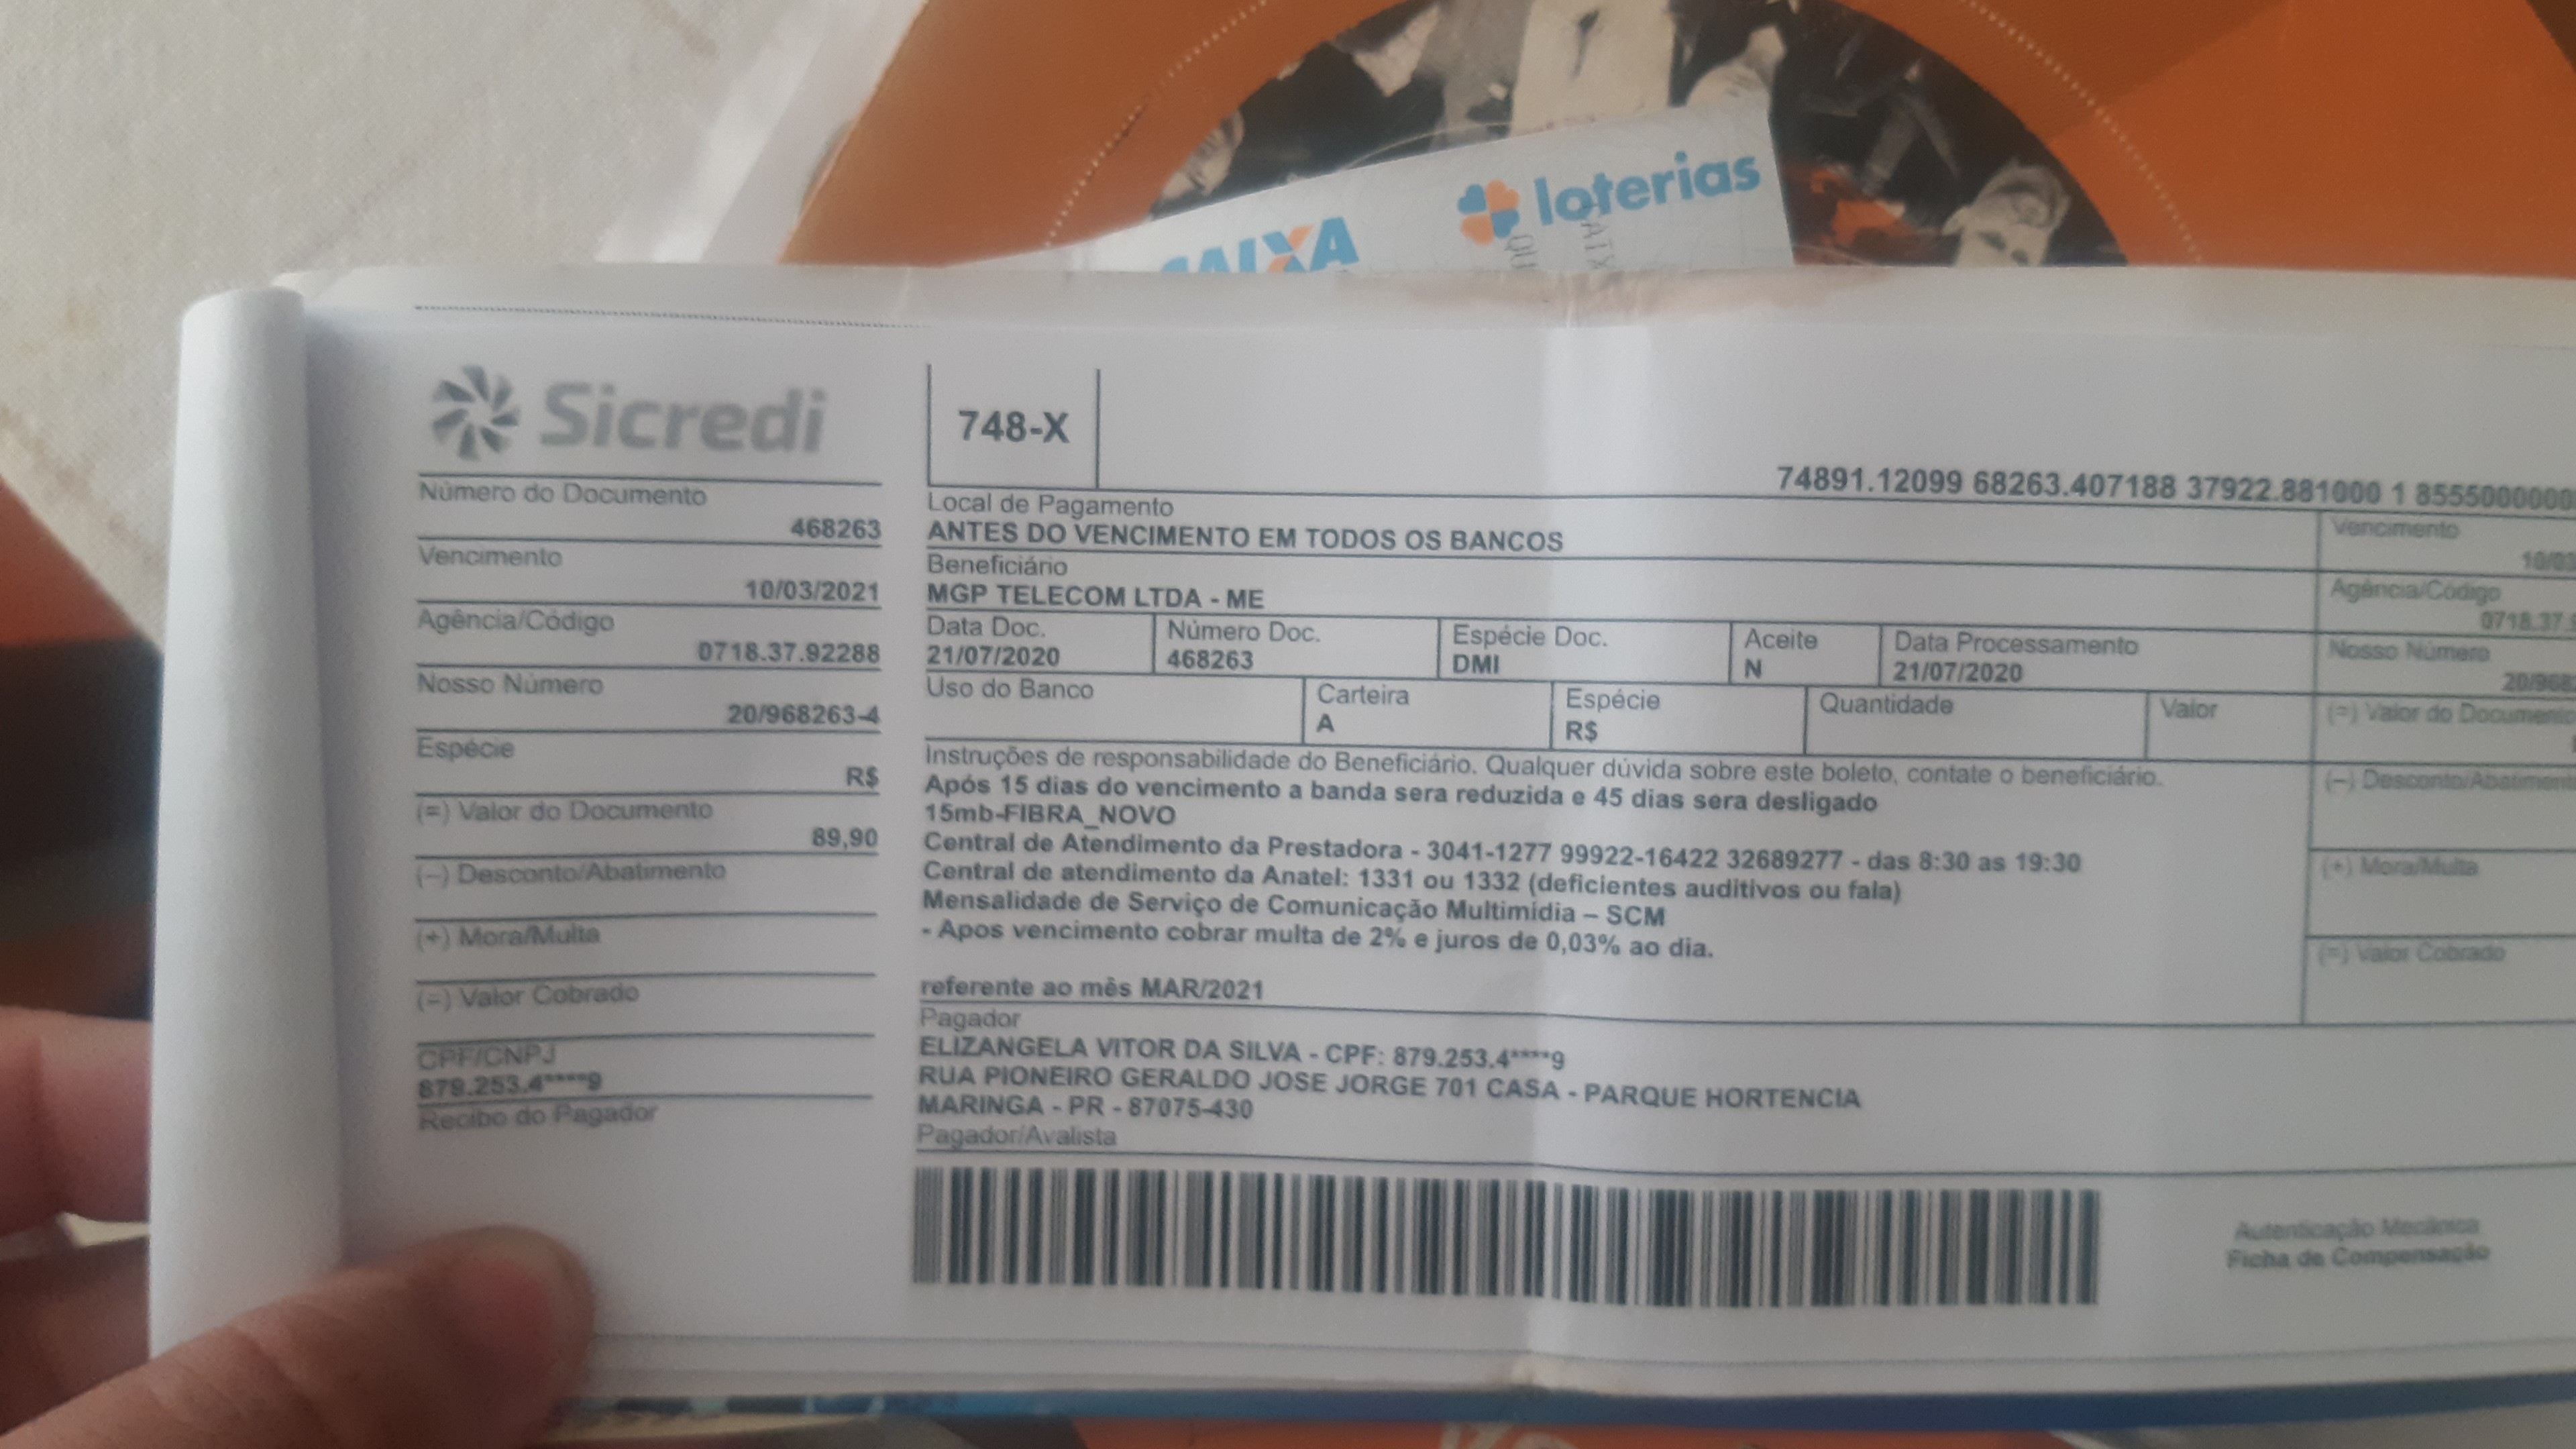 CAIXA
loterias
Sicredi
748-X
74891.12099 68263.407188 37922.881000 1 8555000000
Número do Documento
468263
Vencimento
10/03/2021
Agência/Código
0718.37.92288
Nosso Número
20/968263-4
Espécie
R$
(=) Valor do Documento
89,90
(−) Desconto/Abatimento
(+) Mora/Multa
(=) Valor Cobrado
CPF/CNPJ
879.253.4****9
Recibo do Pagador
Local de Pagamento
ANTES DO VENCIMENTO EM TODOS OS BANCOS
Beneficiário
MGP TELECOM LTDA - ME
Data Doc. Número Doc. Espécie Doc. Aceite Data Processamento
21/07/2020 468263 DMI N 21/07/2020
Uso do Banco Carteira Espécie Quantidade Valor
A R$
Instruções de responsabilidade do Beneficiário. Qualquer dúvida sobre este boleto, contate o beneficiário.
Após 15 dias do vencimento a banda sera reduzida e 45 dias sera desligado
15mb-FIBRA_NOVO
Central de Atendimento da Prestadora - 3041-1277 99922-16422 32689277 - das 8:30 as 19:30
Central de atendimento da Anatel: 1331 ou 1332 (deficientes auditivos ou fala)
Mensalidade de Serviço de Comunicação Multimídia – SCM
- Apos vencimento cobrar multa de 2% e juros de 0,03% ao dia.
referente ao mês MAR/2021
Pagador
ELIZANGELA VITOR DA SILVA - CPF: 879.253.4****9
RUA PIONEIRO GERALDO JOSE JORGE 701 CASA - PARQUE HORTENCIA
MARINGA - PR - 87075-430
Pagador/Avalista
Vencimento
10/03
Agência/Código
0718.37.9
Nosso Número
20/968
(=) Valor do Documento
(−) Desconto/Abatimen
(+) Mora/Multa
(=) Valor Cobrado
Autenticação Mecânica
Ficha de Compensação